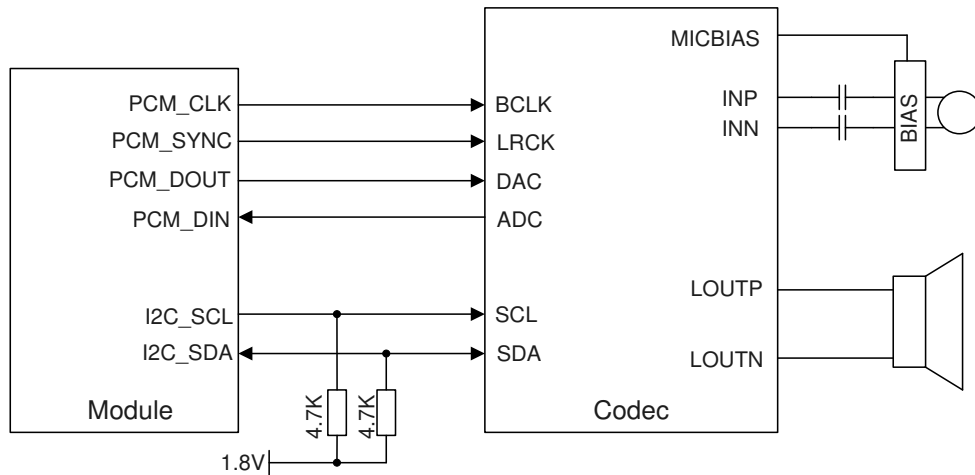 MICBIAS
PCM_CLK
BCLK
INP
PCM_SYNC
LRCK
INN
BIAS
PCM_DOUT
DAC
PCM_DIN
ADC
LOUTP
I2C_SCL
SCL
I2C_SDA
SDA
LOUTN
4.7K
4.7K
Module
Codec
1.8V